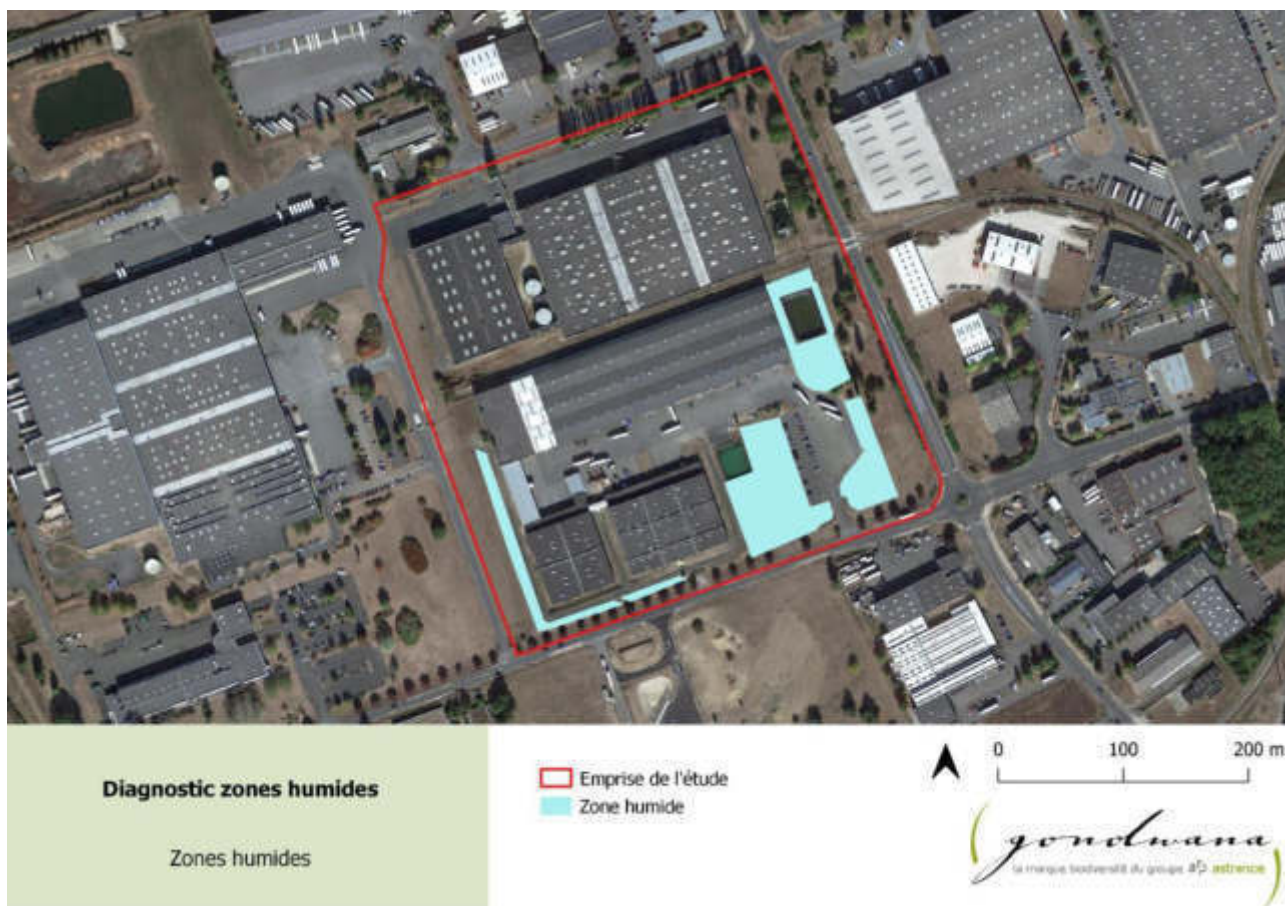 Diagnostic zones humides
Zones humides
Emprise de l'étude
Zone humide
0 100 200 m
gondwana
la marque biodiversité du groupe afp astrance